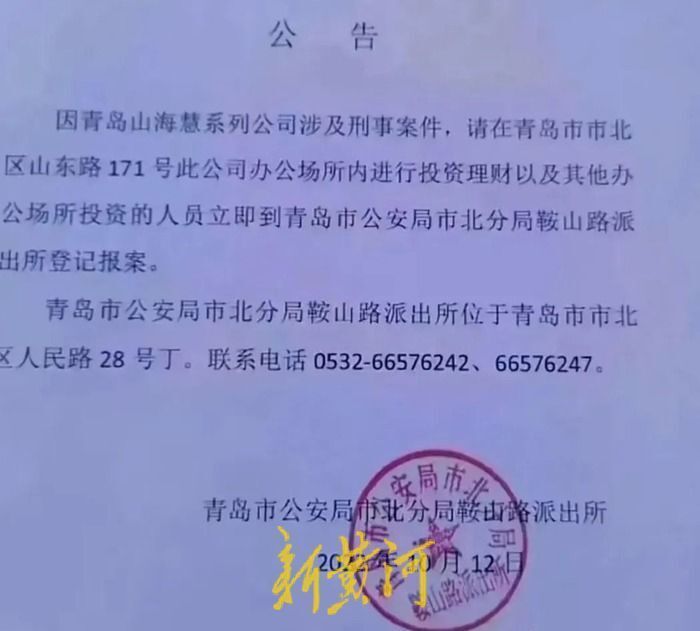 公 告
因青岛山海慧系列公司涉及刑事案件，请在青岛市市北
区山东路 171 号此公司办公场所内进行投资理财以及其他办
公场所投资的人员立即到青岛市公安局市北分局鞍山路派
出所登记报案。
青岛市公安局市北分局鞍山路派出所位于青岛市市北
区人民路 28 号丁。联系电话 0532-66576242、66576247。
青岛市公安局市北分局鞍山路派出所
2022 年 10 月 12 日
新黄河
青岛市公安局市北分局
鞍山路派出所